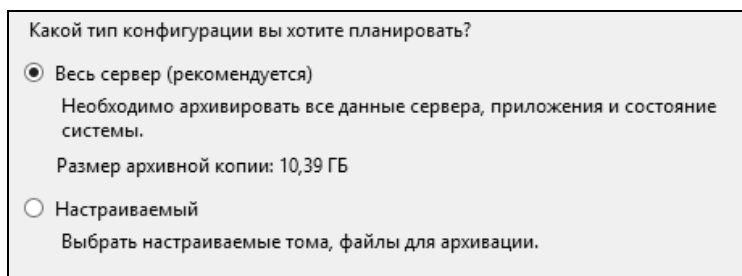 Какой тип конфигурации вы хотите планировать?
Весь сервер (рекомендуется)
Необходимо архивировать все данные сервера, приложения и состояние
системы.
Размер архивной копии: 10,39 ГБ
Настраиваемый
Выбрать настраиваемые тома, файлы для архивации.